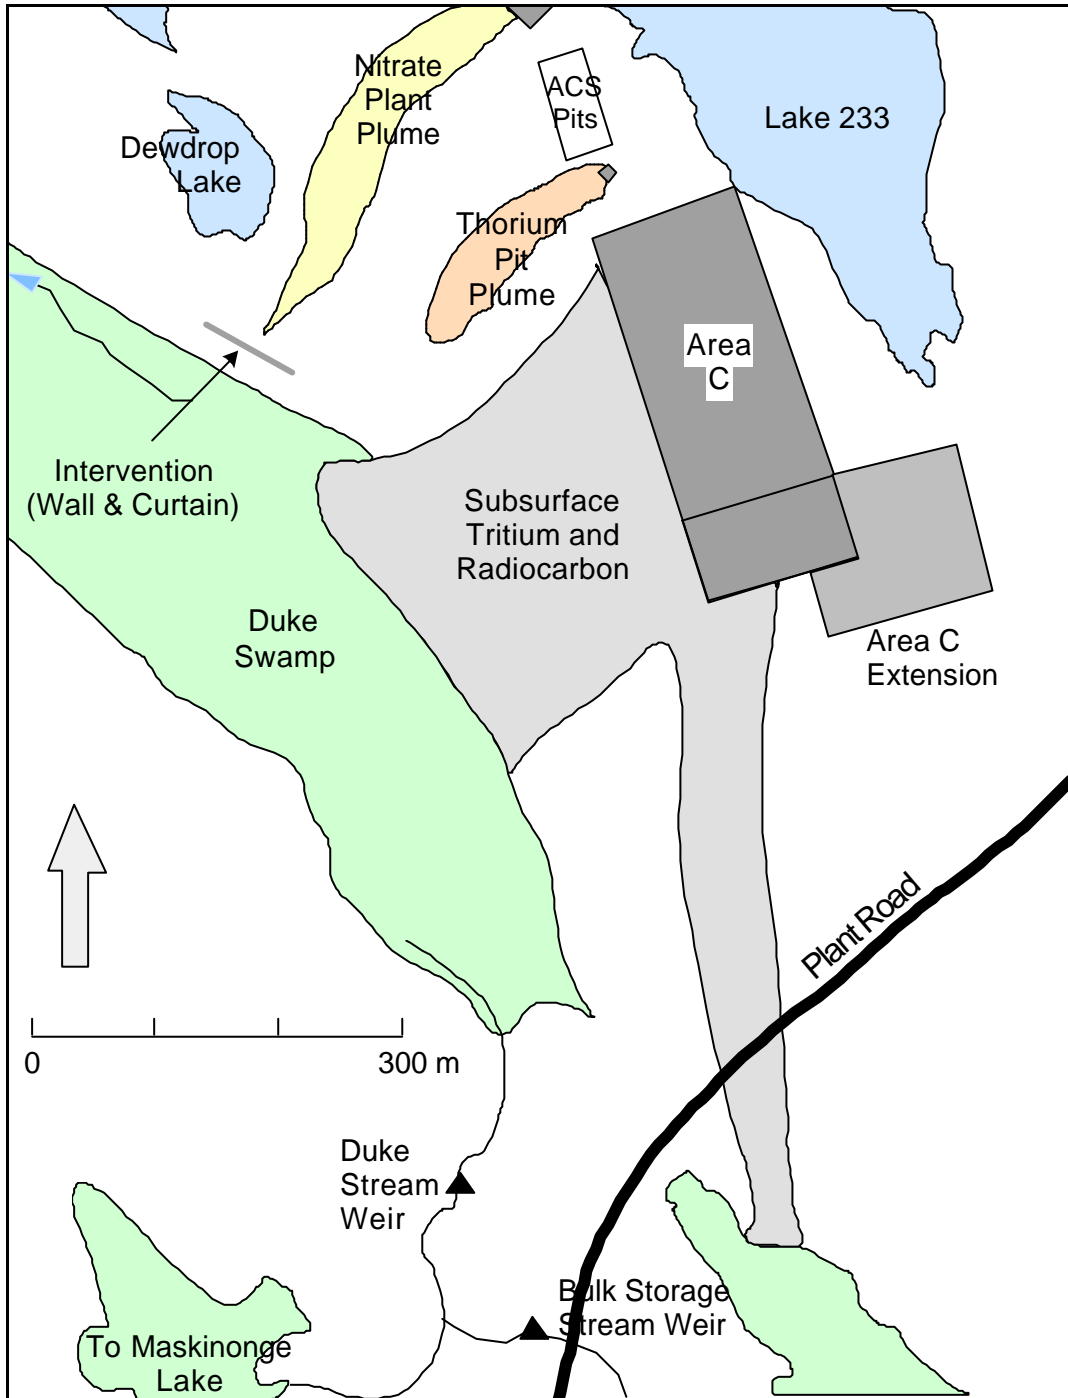 Nitrate
Plant
Plume
ACS
Pits
Lake 233
Dewdrop
Lake
Thorium
Pit
Plume
Area
C
Intervention
(Wall & Curtain)
Subsurface
Tritium and
Radiocarbon
Duke
Swamp
Area C
Extension
Plant Road
0
300 m
Duke
Stream
Weir
Bulk Storage
Stream Weir
To Maskinonge
Lake